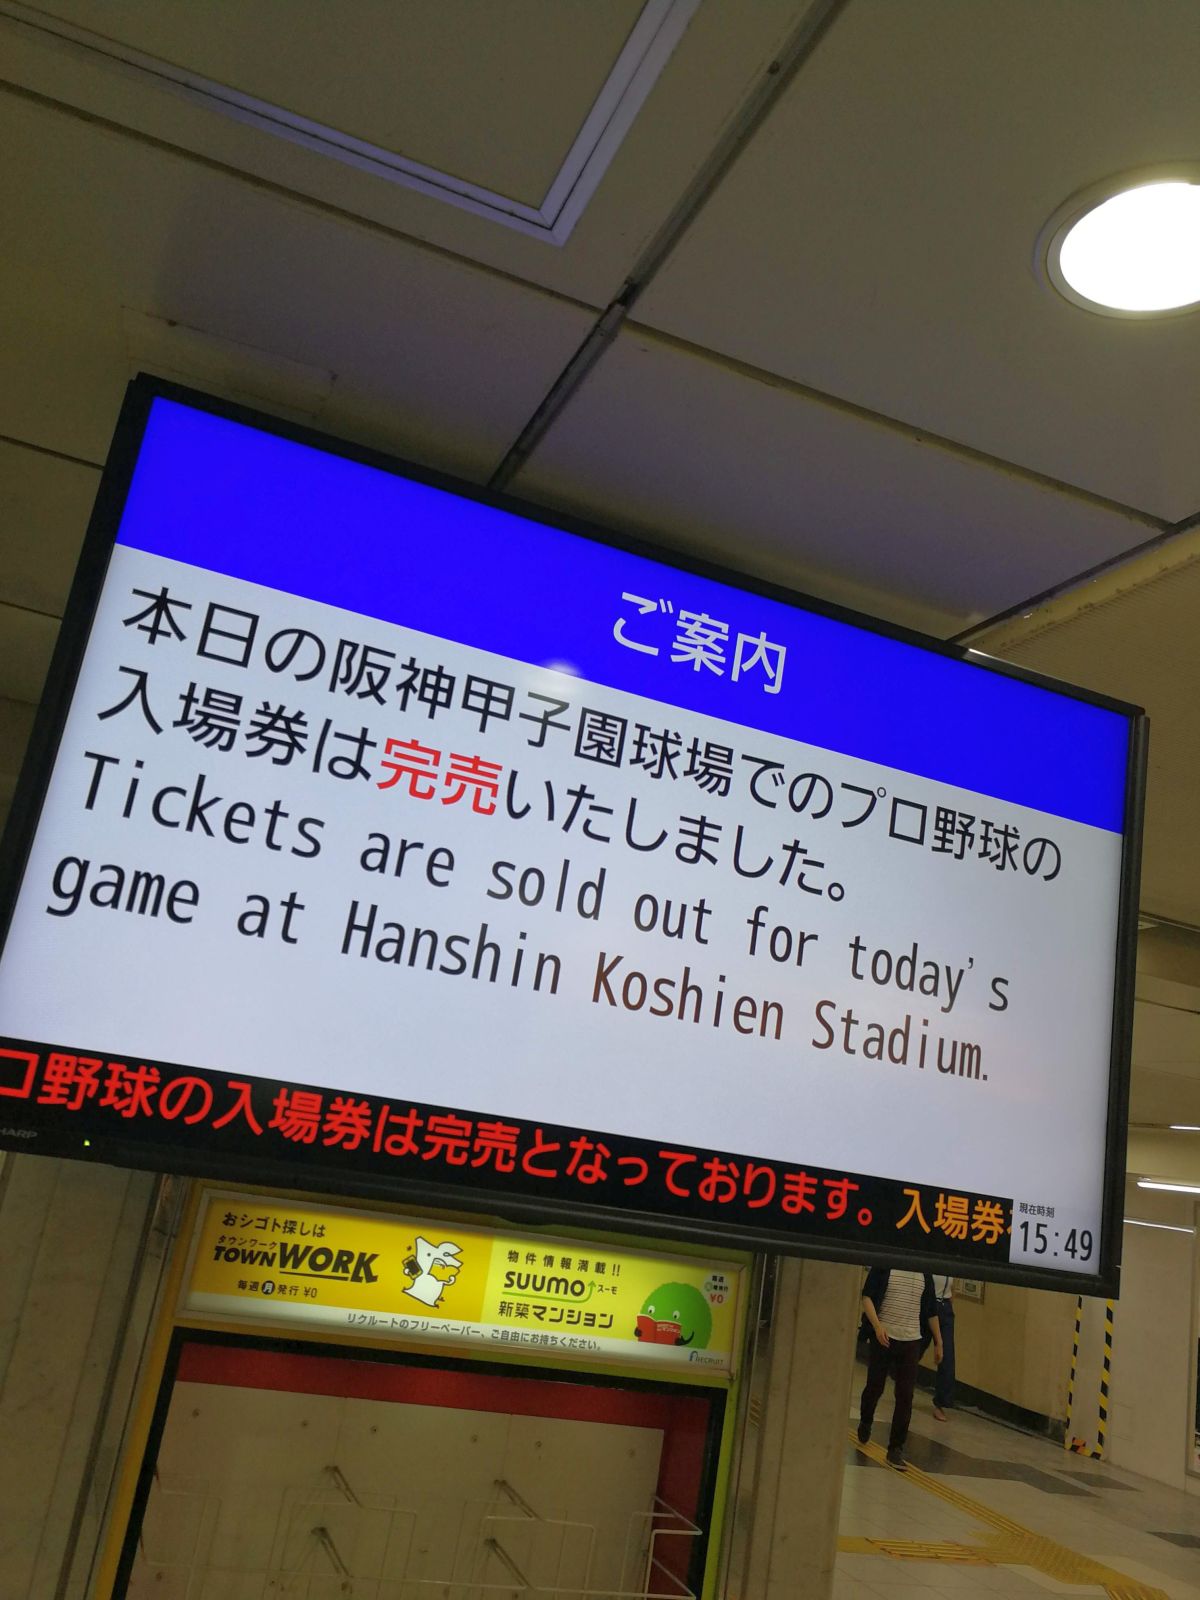 ご案内
本日の阪神甲子園球場でのプロ野球の
入場券は完売いたしました。
Tickets are sold out for today's
game at Hanshin Koshien Stadium.
ロ野球の入場券は完売となっております。 入場券
現在時刻
15:49
おシゴト探しは
タウンワーク
TOWNWORK
毎週月発行 ¥0
物件情報満載!!
SUUMO スーモ
新築マンション
¥0
リクルートのフリーペーパー、ご自由にお持ちください。
RECRUIT